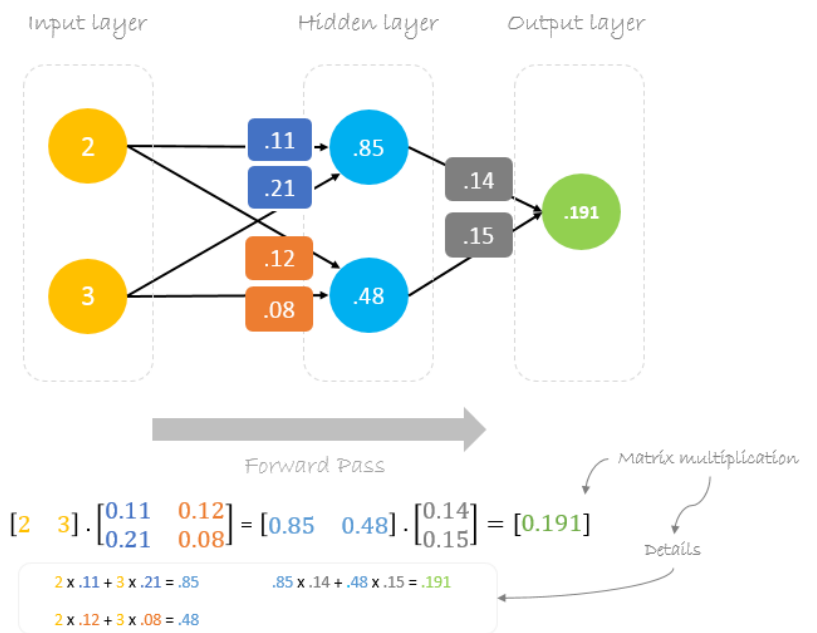 Input layer
Hidden layer
Output layer
2
.11
.85
.21
.14
.191
.15
.12
3
.08
.48
Forward Pass
Matrix multiplication
[2 3] . [0.11 0.12
0.21 0.08] = [0.85 0.48] . [0.14
0.15] = [0.191]
Details
2 x .11 + 3 x .21 = .85
.85 x .14 + .48 x .15 = .191
2 x .12 + 3 x .08 = .48